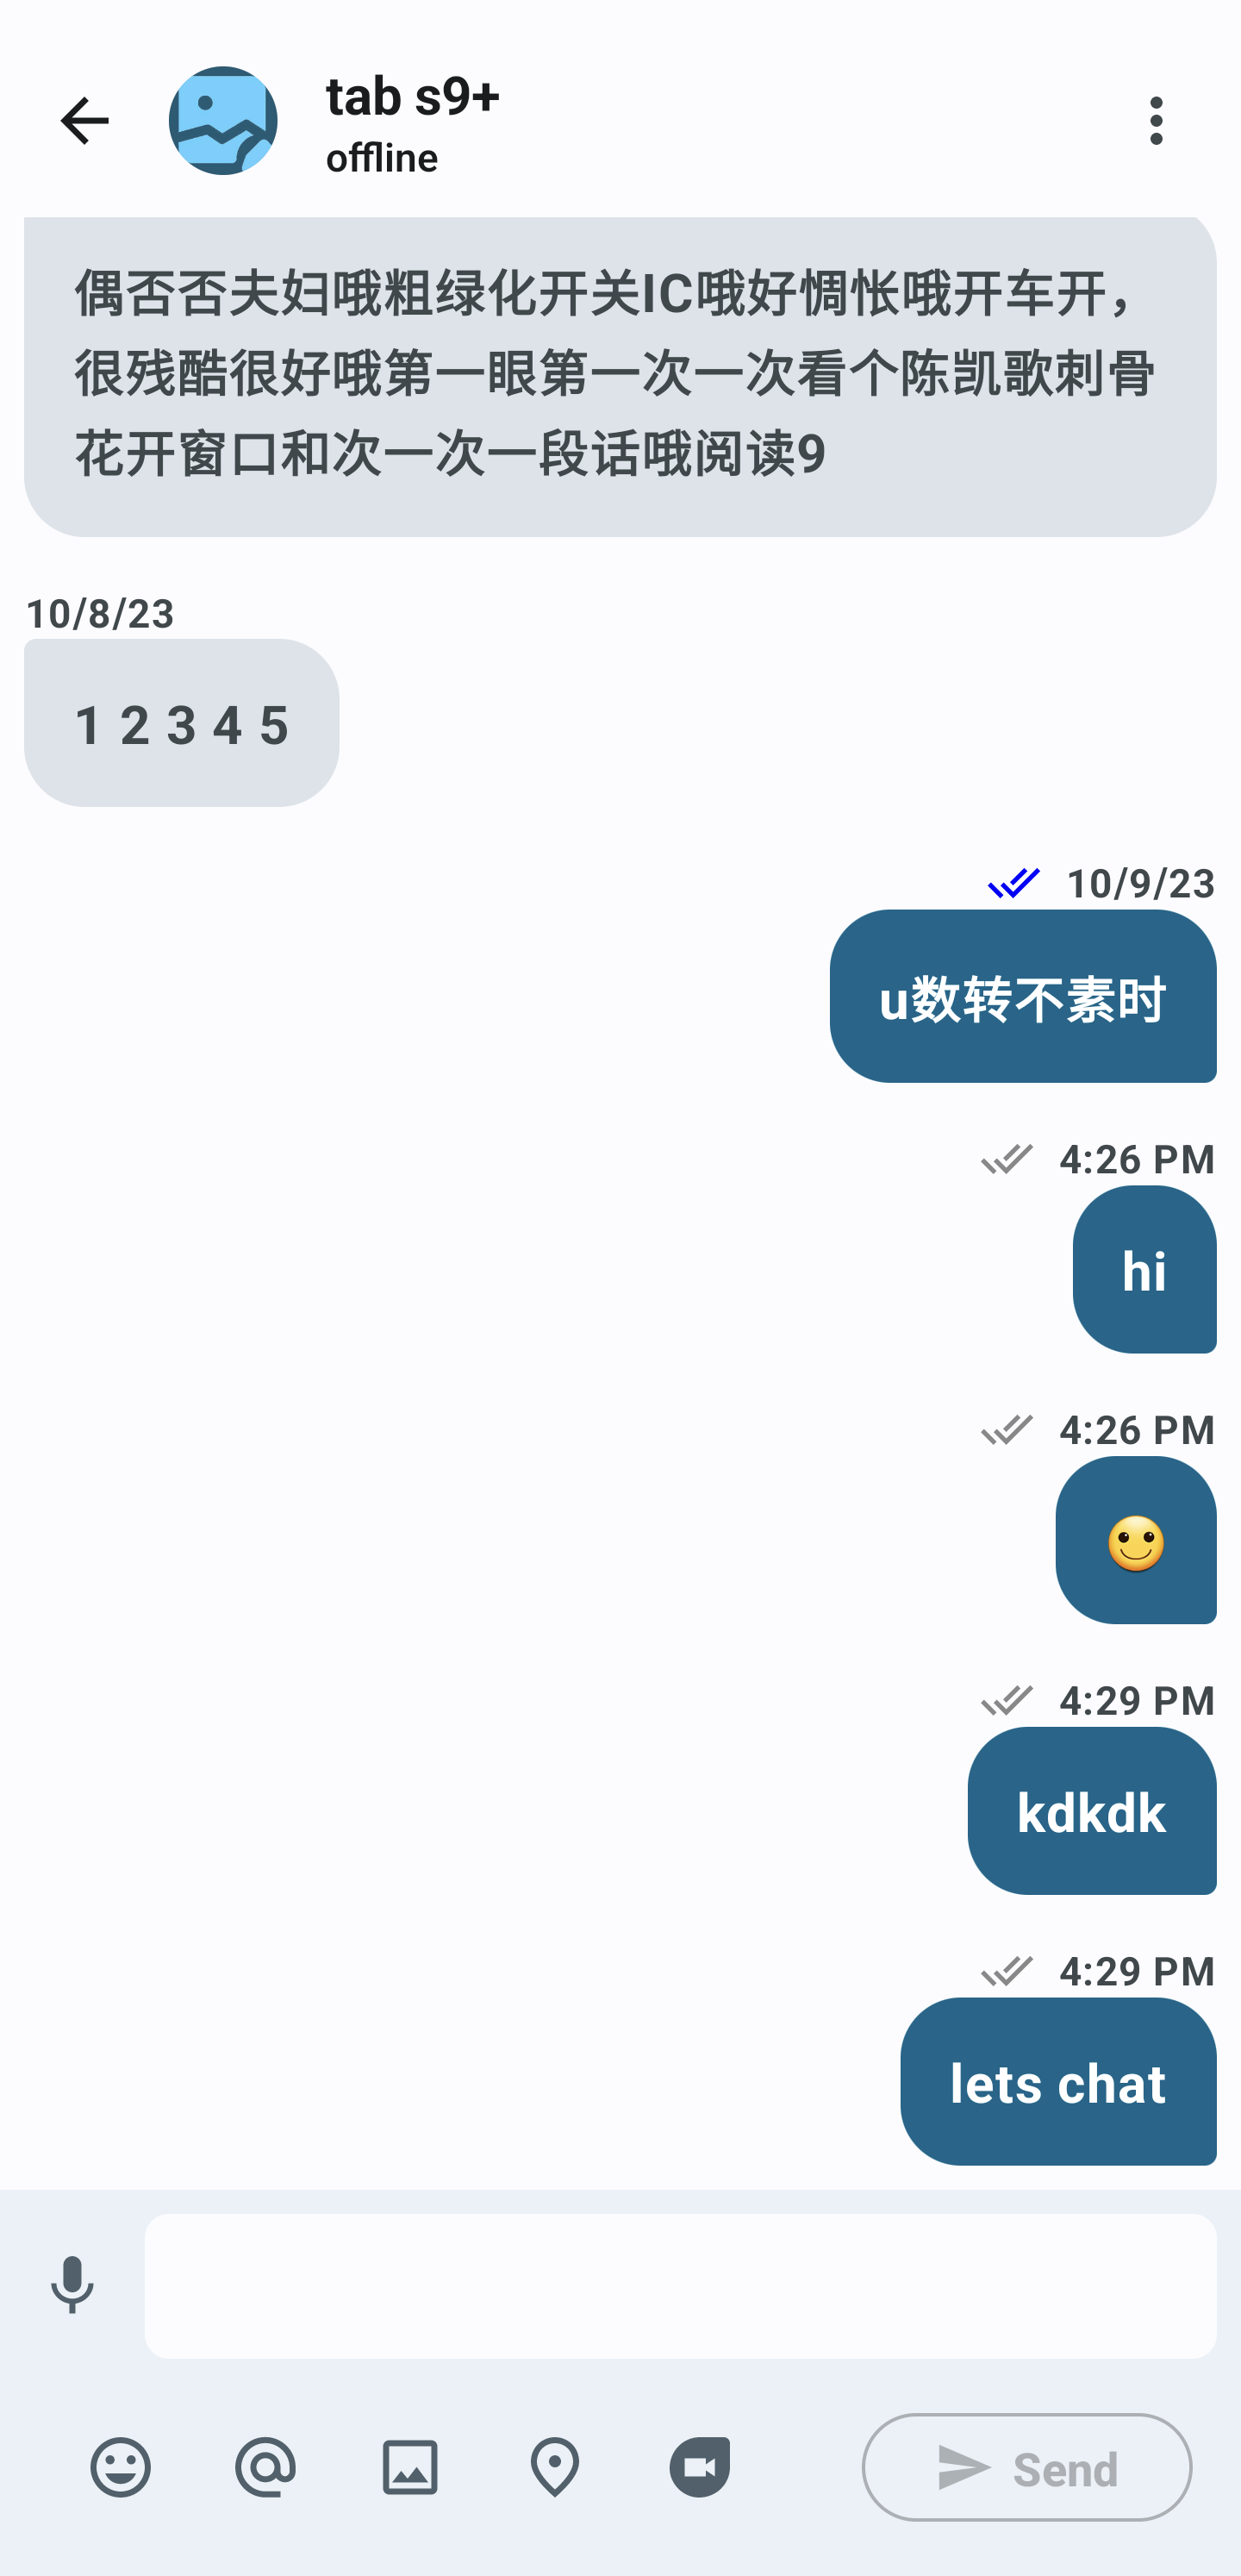 tab s9+
offline
偶否否夫妇哦粗绿化开关IC哦好惆怅哦开车开，
很残酷很好哦第一眼第一次一次看个陈凯歌刺骨
花开窗口和次一次一段话哦阅读9
10/8/23
1 2 3 4 5
10/9/23
u数转不素时
4:26 PM
hi
4:26 PM
4:29 PM
kdkdk
4:29 PM
lets chat
Send